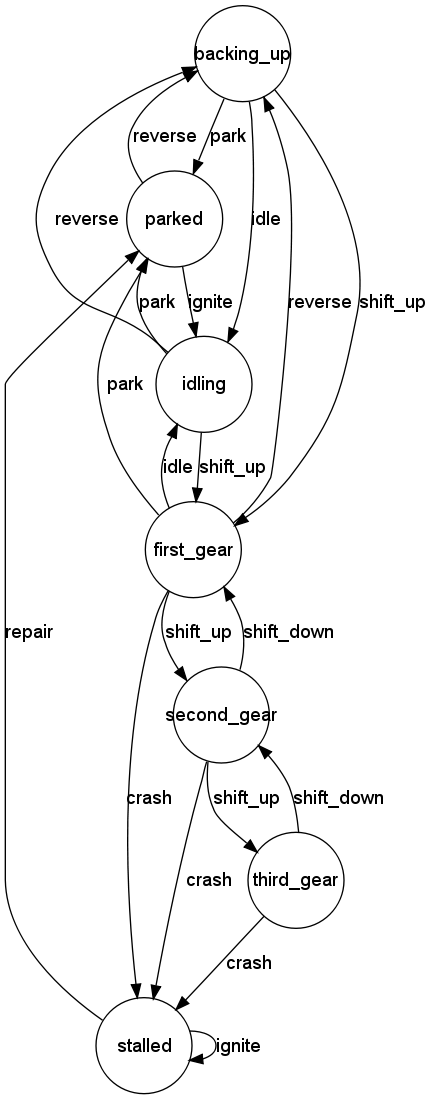 backing_up
reverse
park
parked
reverse
idle
park
ignite
reverse
shift_up
idling
park
idle
shift_up
first_gear
repair
shift_up
shift_down
second_gear
crash
shift_up
shift_down
crash
third_gear
crash
stalled
ignite